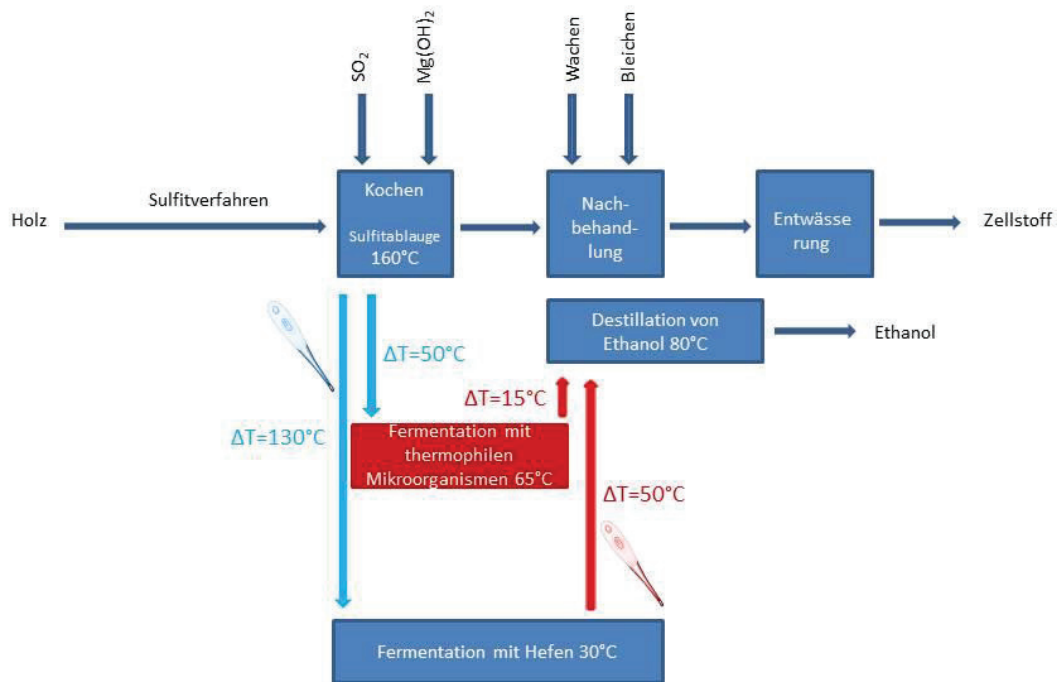 SO2
Mg(OH)2
Wachen
Bleichen
Holz
Sulfitverfahren
Kochen
Sulfitablauge
160°C
Nach-
behand-
lung
Entwässe
rung
Zellstoff
Destillation von
Ethanol 80°C
Ethanol
ΔT=50°C
ΔT=15°C
ΔT=130°C
Fermentation mit
thermophilen
Mikroorganismen 65°C
ΔT=50°C
Fermentation mit Hefen 30°C